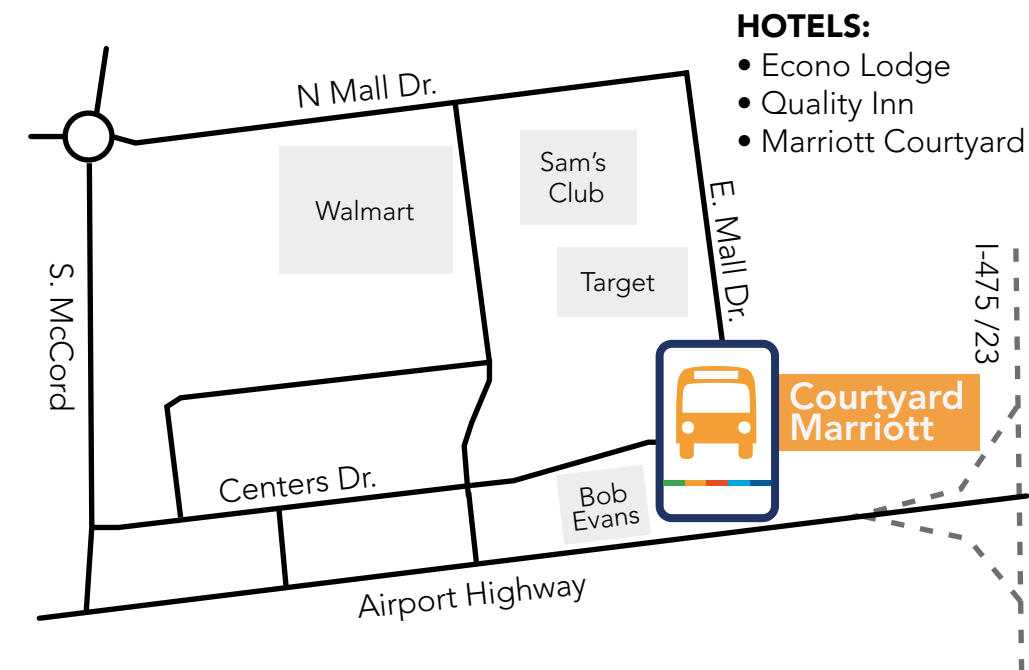 HOTELS:
• Econo Lodge
• Quality Inn
• Marriott Courtyard
N Mall Dr.
Sam's
Club
Walmart
E. Mall Dr.
Target
I-475 /23
S. McCord
Courtyard
Marriott
Centers Dr.
Bob
Evans
Airport Highway